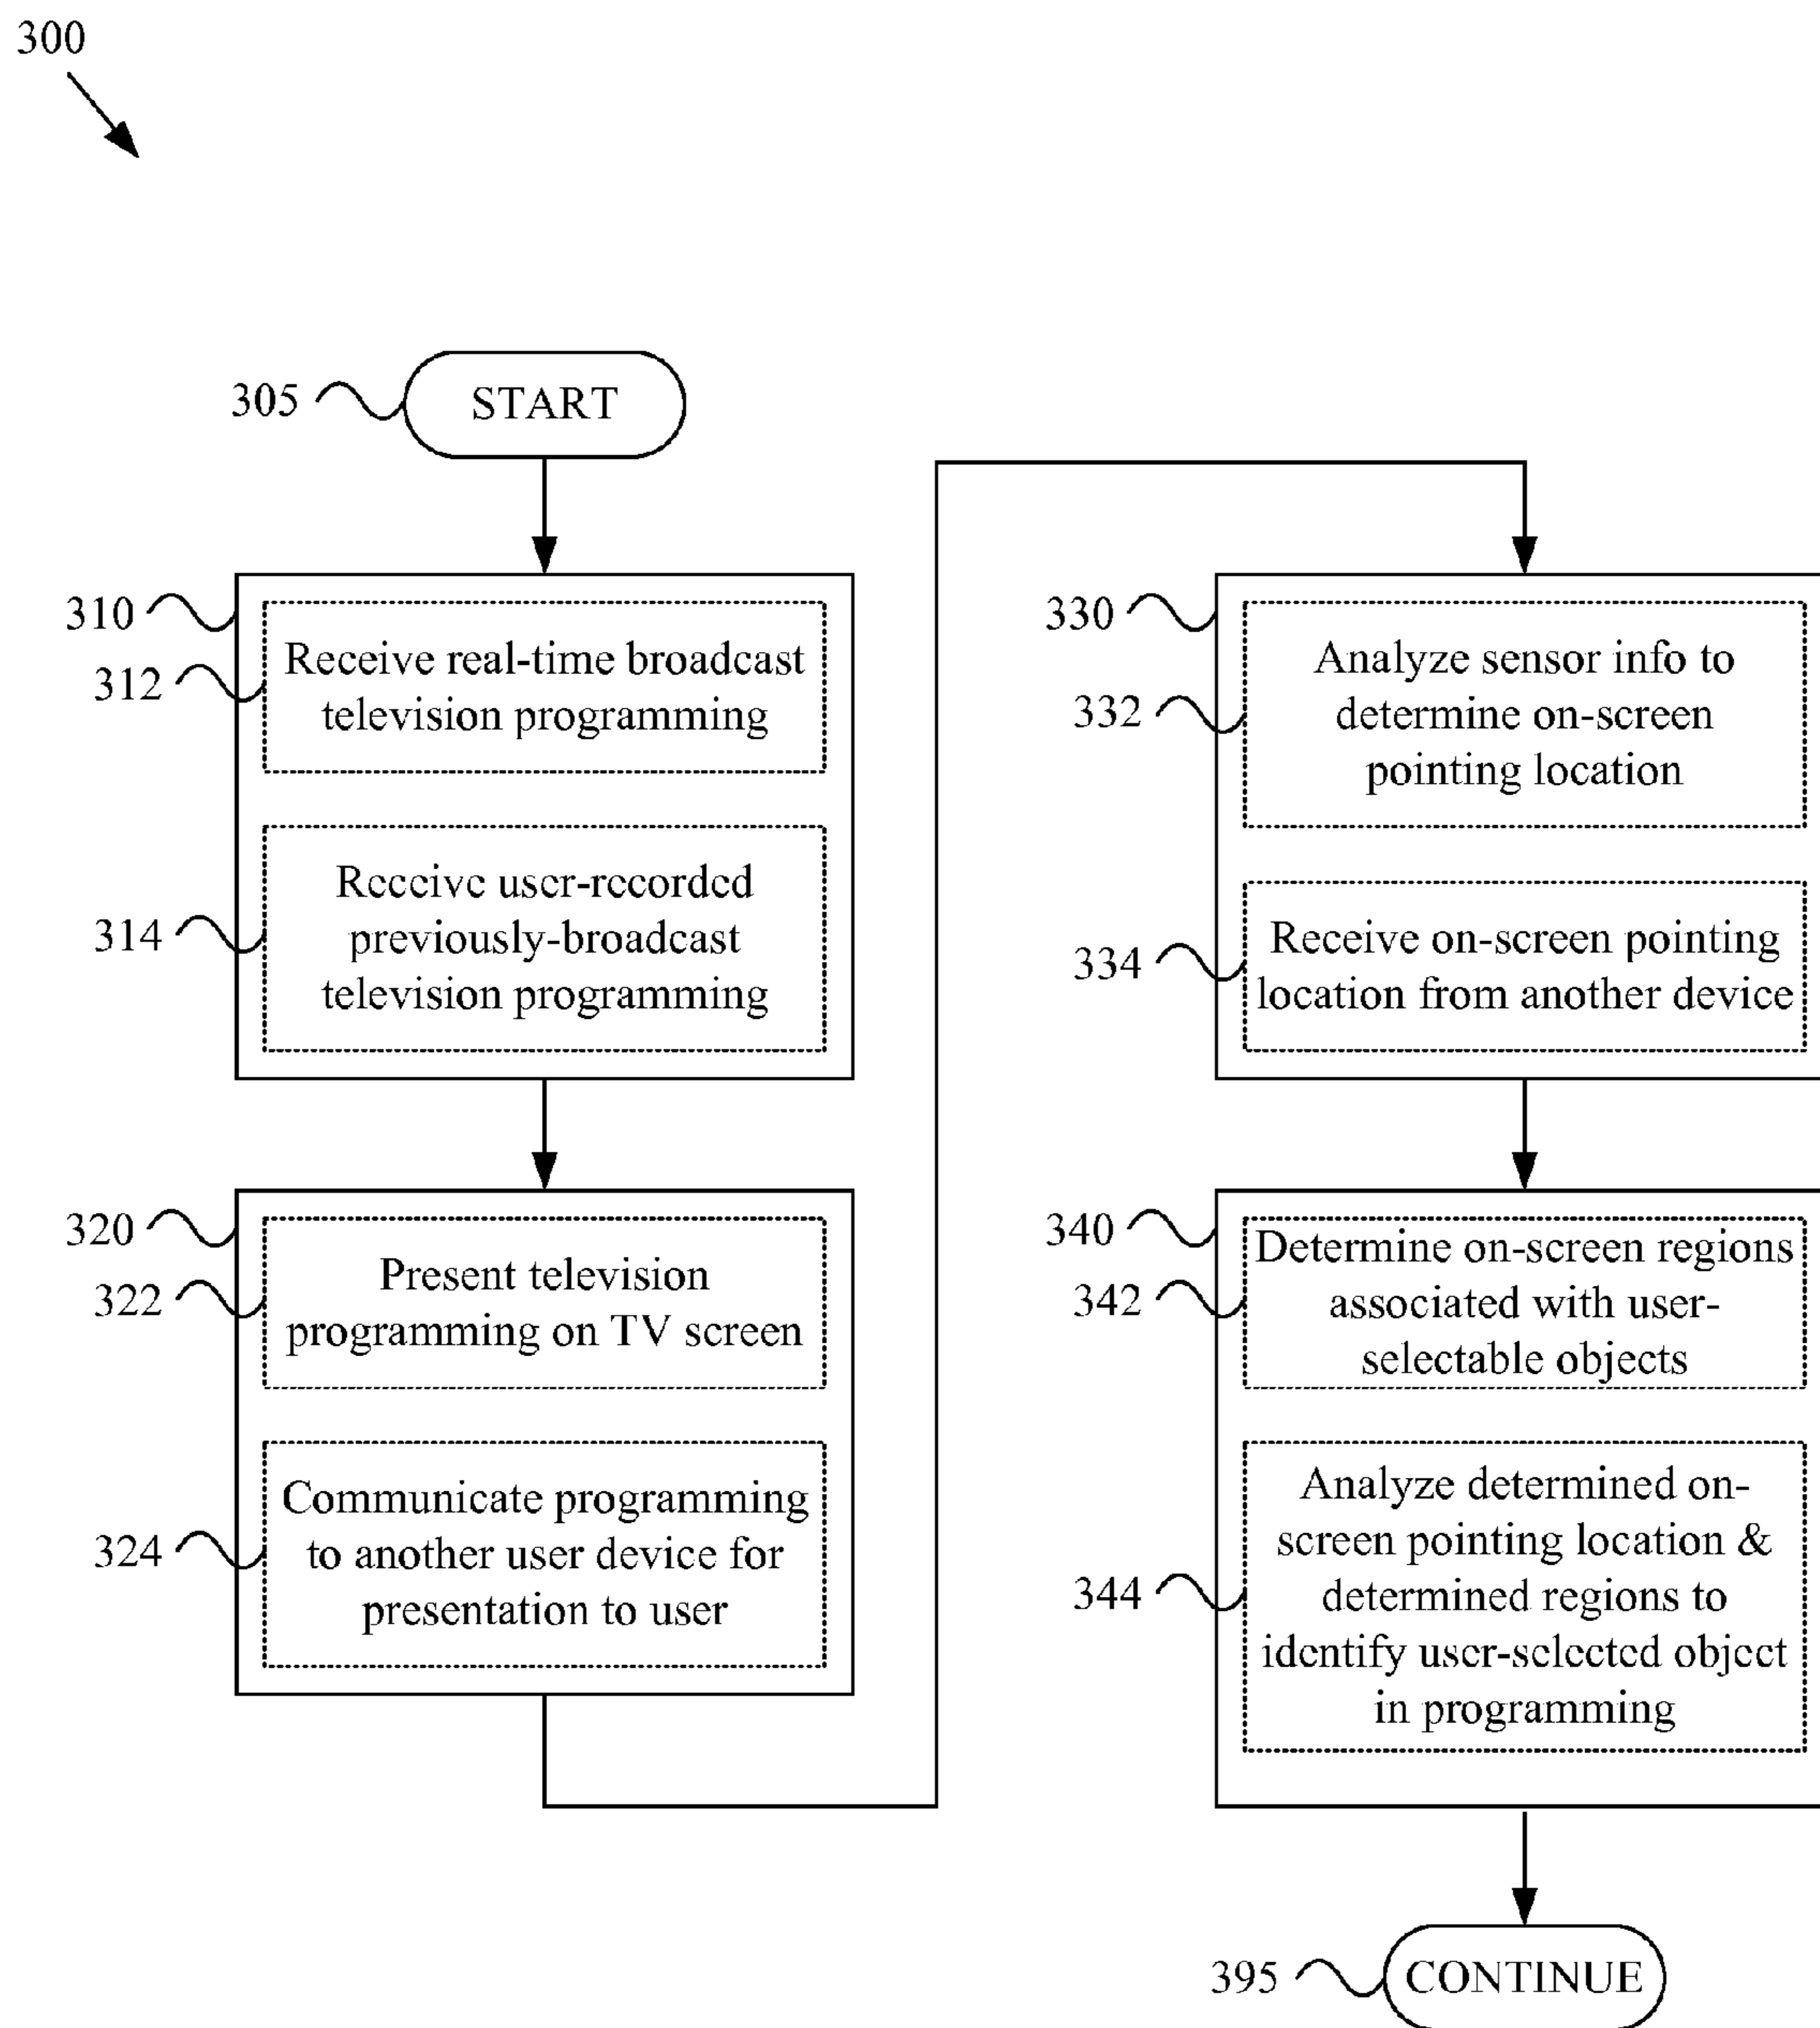 300
305
START
310
312
Receive real-time broadcast
television programming
314
Receive user-recorded
previously-broadcast
television programming
320
322
Present television
programming on TV screen
324
Communicate programming
to another user device for
presentation to user
330
332
Analyze sensor info to
determine on-screen
pointing location
334
Receive on-screen pointing
location from another device
340
342
Determine on-screen regions
associated with user-
selectable objects
344
Analyze determined on-
screen pointing location &
determined regions to
identify user-selected object
in programming
395
CONTINUE